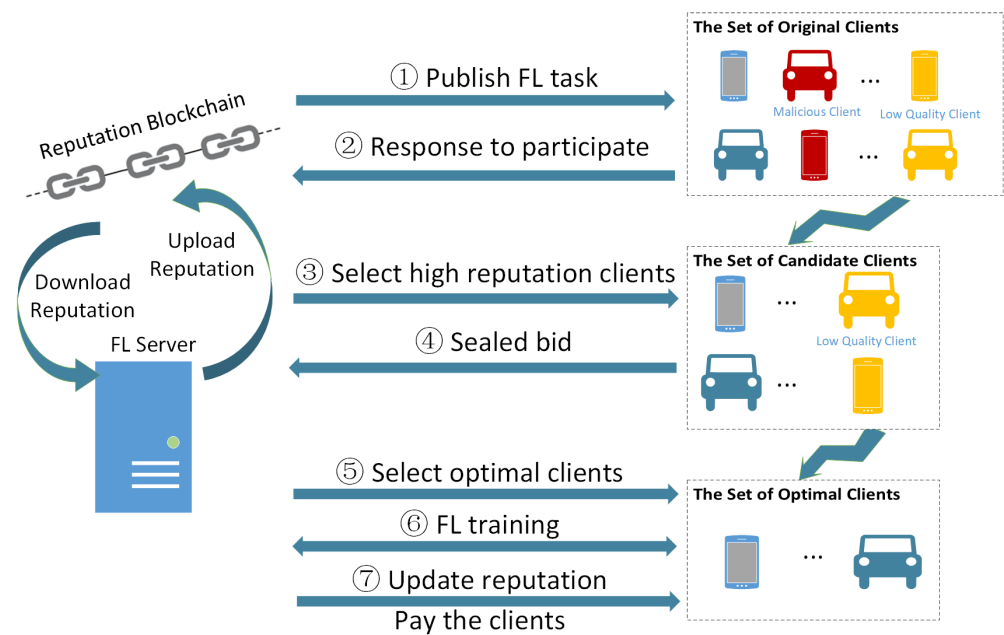 The Set of Original Clients
① Publish FL task
Malicious Client
Low Quality Client
Reputation Blockchain
② Response to participate
Upload
Reputation
Download
Reputation
③ Select high reputation clients
The Set of Candidate Clients
④ Sealed bid
Low Quality Client
FL Server
⑤ Select optimal clients
The Set of Optimal Clients
⑥ FL training
⑦ Update reputation
Pay the clients